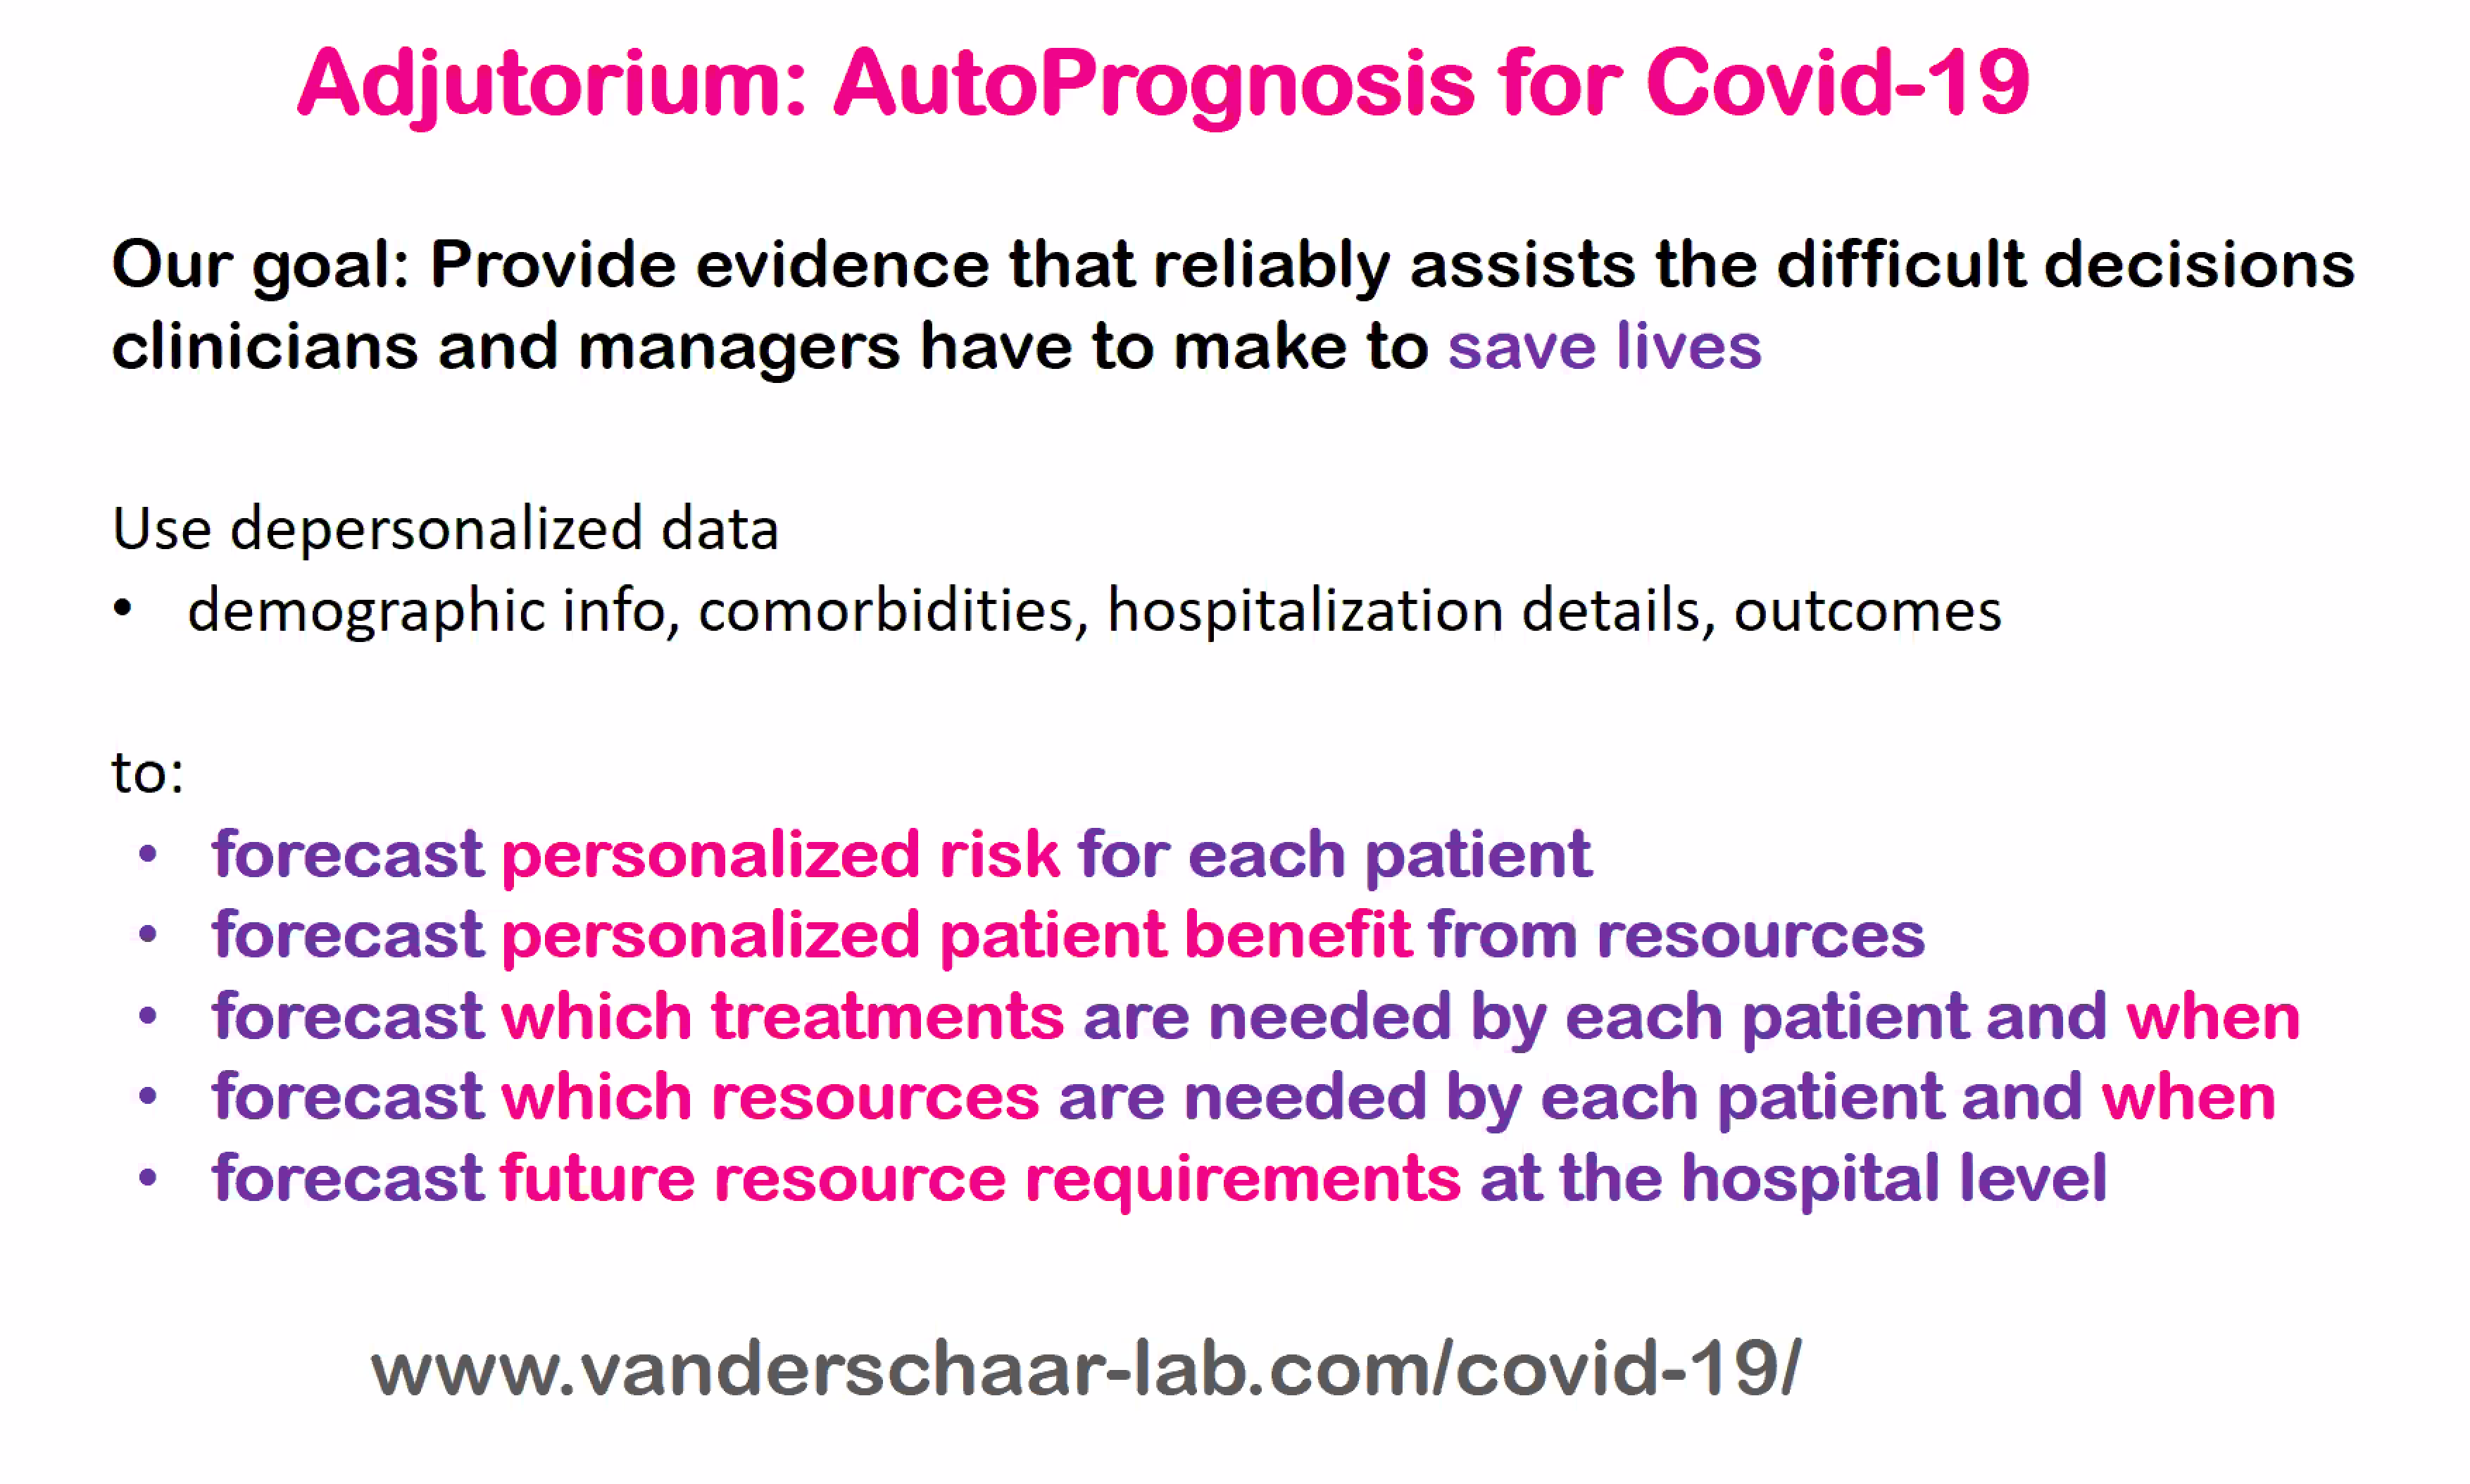 Adjutorium: AutoPrognosis for Covid-19
Our goal: Provide evidence that reliably assists the difficult decisions
clinicians and managers have to make to save lives
Use depersonalized data
• demographic info, comorbidities, hospitalization details, outcomes
to:
• forecast personalized risk for each patient
• forecast personalized patient benefit from resources
• forecast which treatments are needed by each patient and when
• forecast which resources are needed by each patient and when
• forecast future resource requirements at the hospital level
www.vanderschaar-lab.com/covid-19/